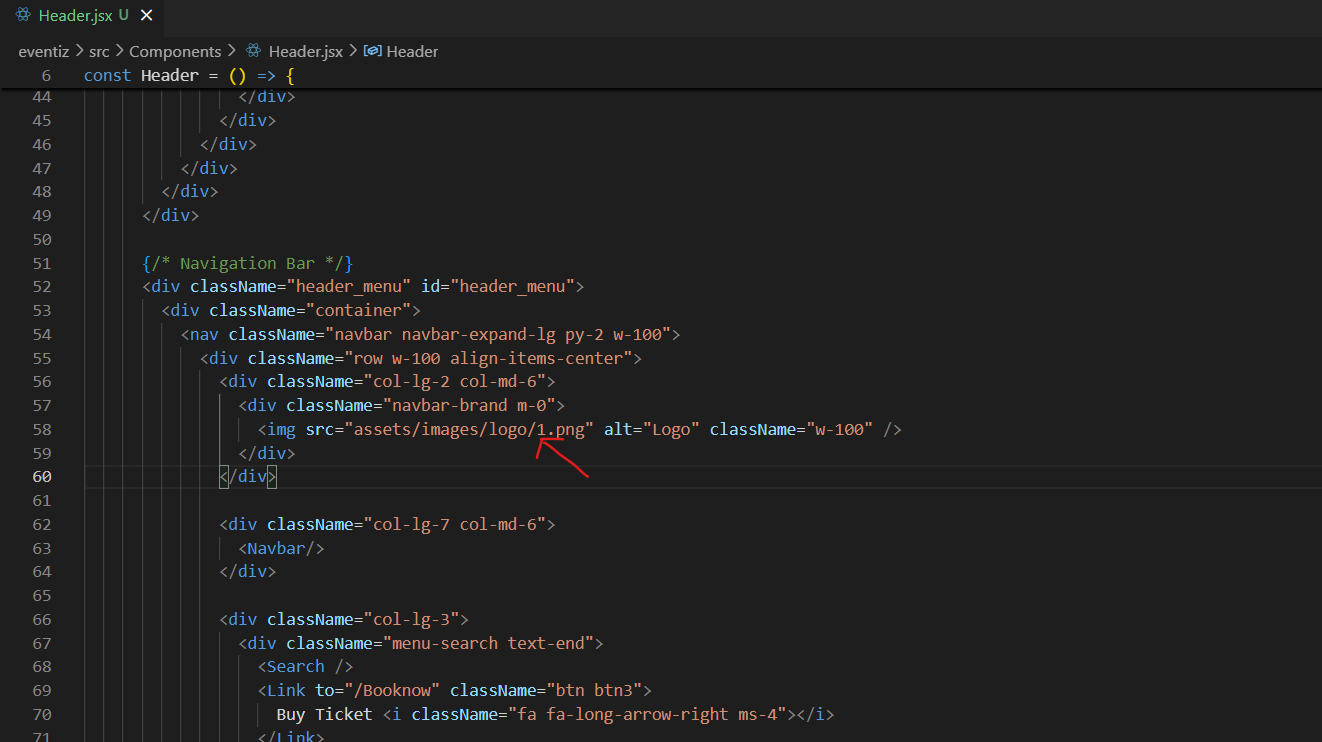 Header.jsx U
eventiz > src > Components > Header.jsx > Header
6 const Header = () => {
44 </div>
45 </div>
46 </div>
47 </div>
48 </div>
49 </div>
50
51 {/* Navigation Bar */}
52 <div className="header_menu" id="header_menu">
53 <div className="container">
54 <nav className="navbar navbar-expand-lg py-2 w-100">
55 <div className="row w-100 align-items-center">
56 <div className="col-lg-2 col-md-6">
57 <div className="navbar-brand m-0">
58 <img src="assets/images/logo/1.png" alt="Logo" className="w-100" />
59 </div>
60 </div>
61
62 <div className="col-lg-7 col-md-6">
63 <Navbar/>
64 </div>
65
66 <div className="col-lg-3">
67 <div className="menu-search text-end">
68 <Search />
69 <Link to="/Booknow" className="btn btn3">
70 Buy Ticket <i className="fa fa-long-arrow-right ms-4"></i>
71 </Link>